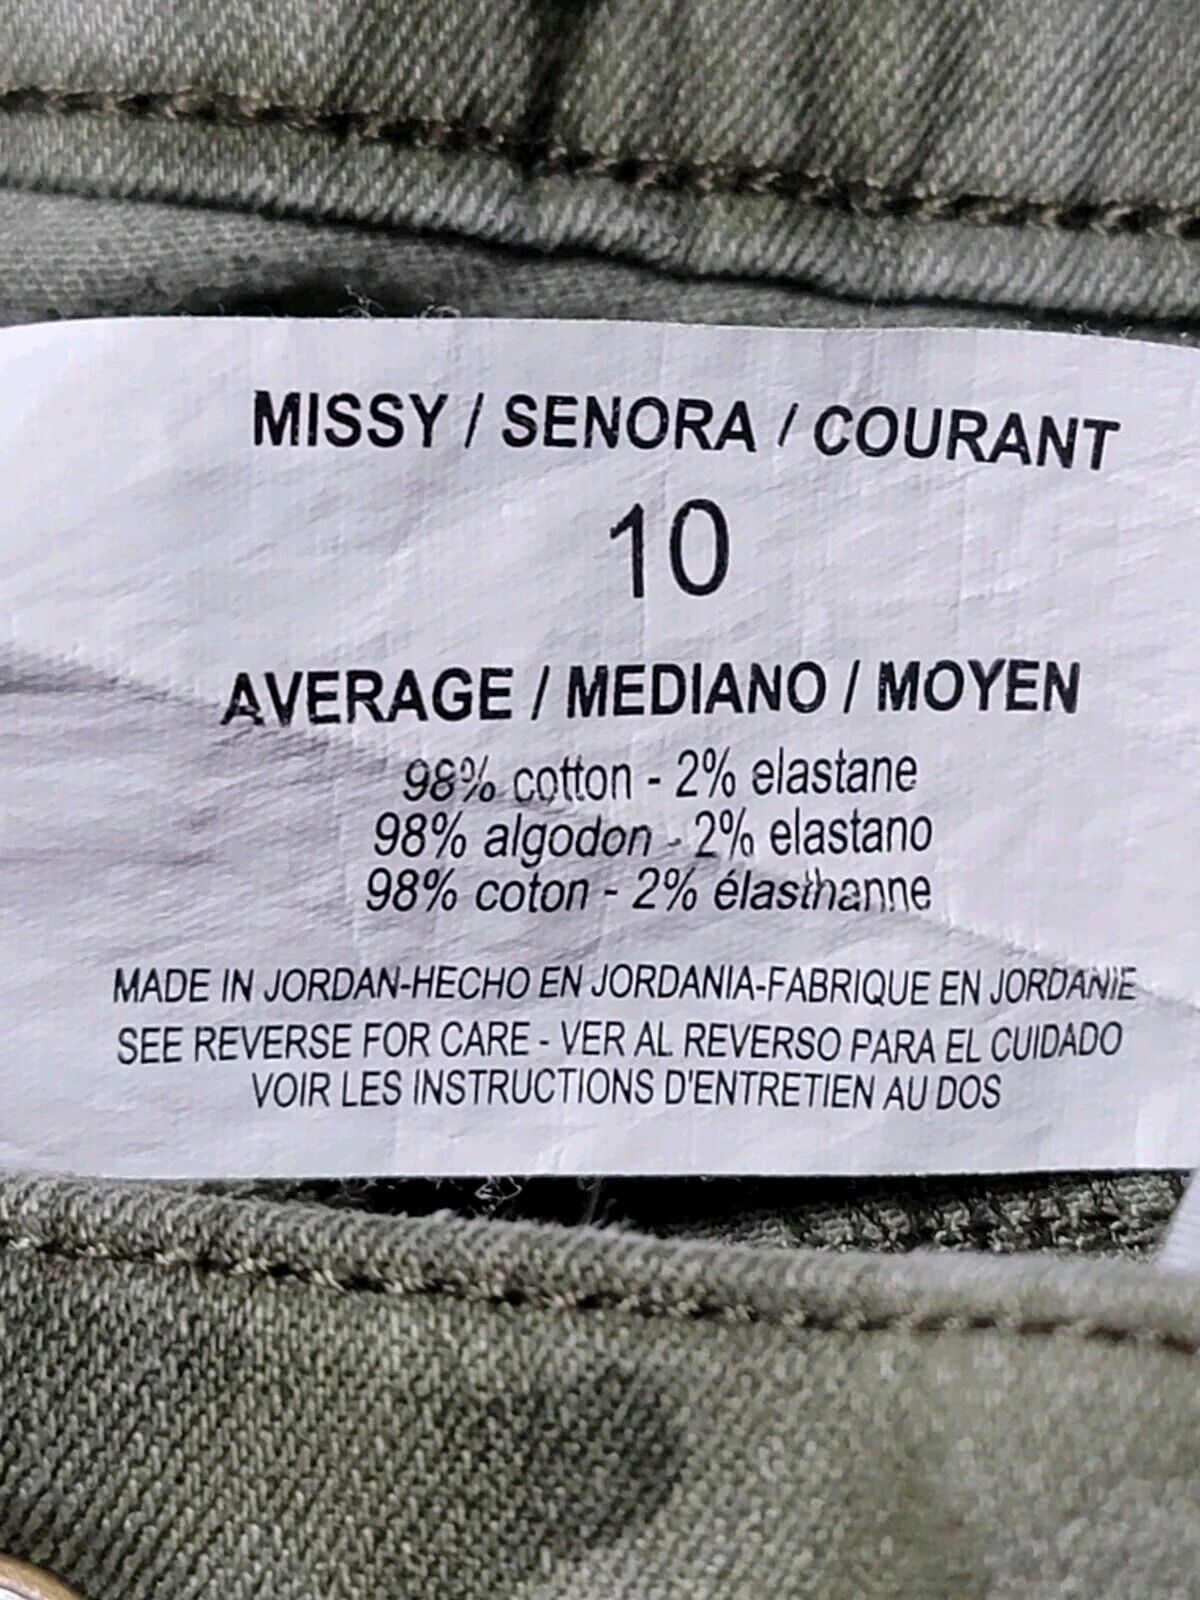 MISSY / SENORA / COURANT
10
AVERAGE / MEDIANO / MOYEN
98% cotton - 2% elastane
98% algodon - 2% elastano
98% coton - 2% élasthanne
MADE IN JORDAN-HECHO EN JORDANIA-FABRIQUE EN JORDANIE
SEE REVERSE FOR CARE - VER AL REVERSO PARA EL CUIDADO
VOIR LES INSTRUCTIONS D'ENTRETIEN AU DOS